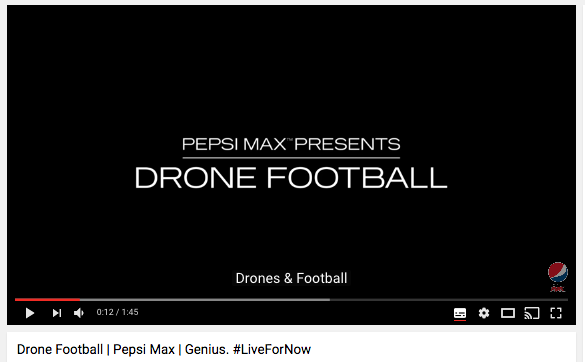 PEPSI MAX™ PRESENTS
DRONE FOOTBALL
Drones & Football
0:12 / 1:45
Drone Football | Pepsi Max | Genius. #LiveForNow